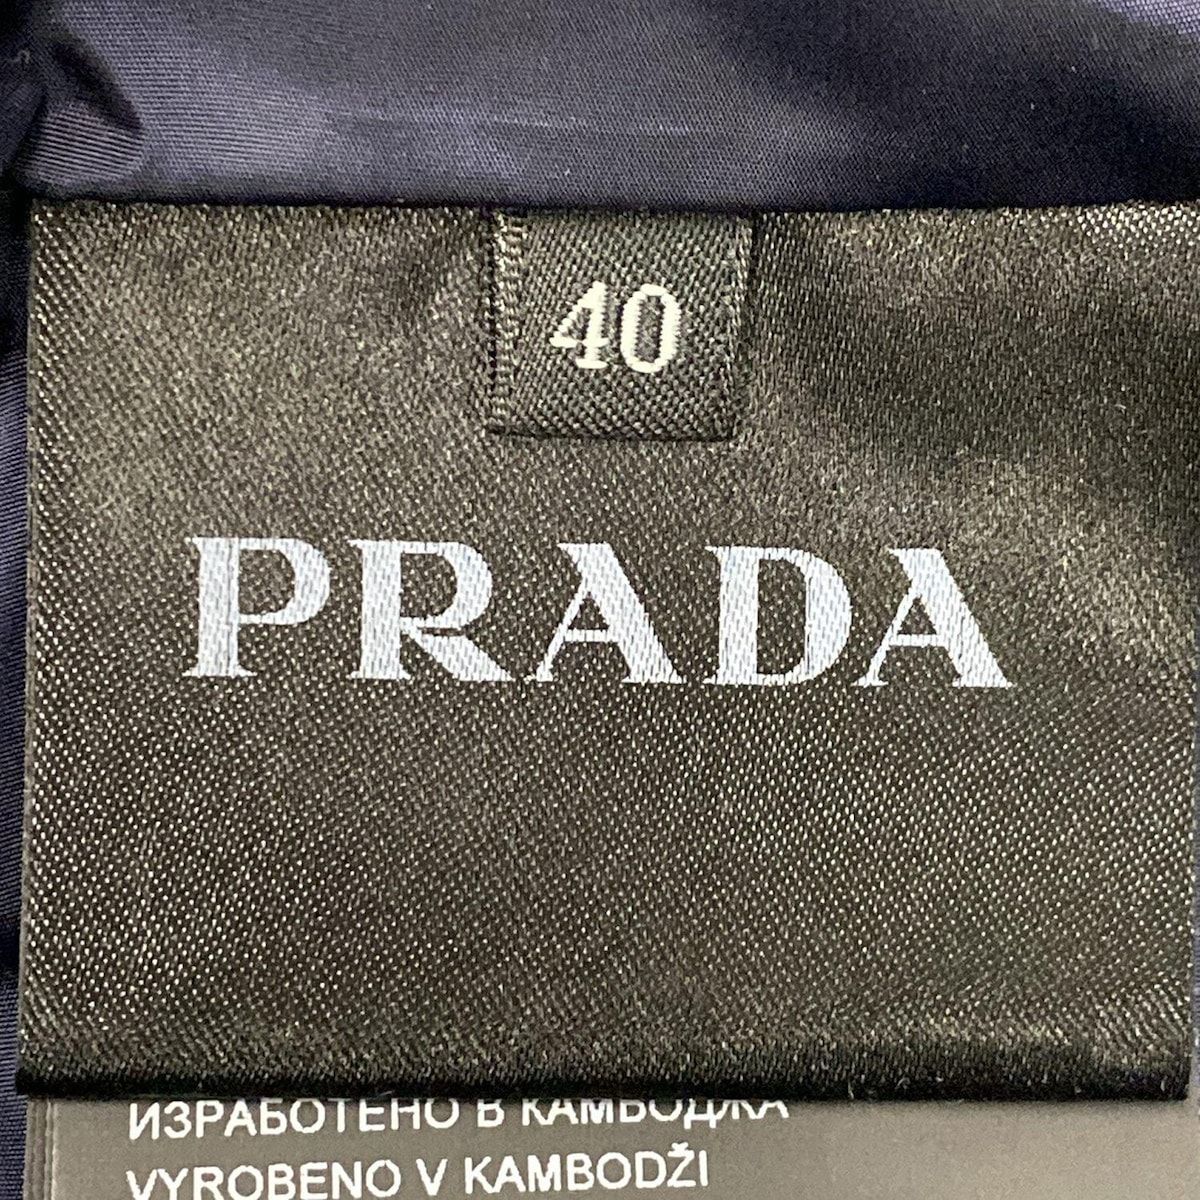 40
PRADA
ИЗРАБОТЕНО В КАМБОДЖА
VYROBENO V KAMBODŽI